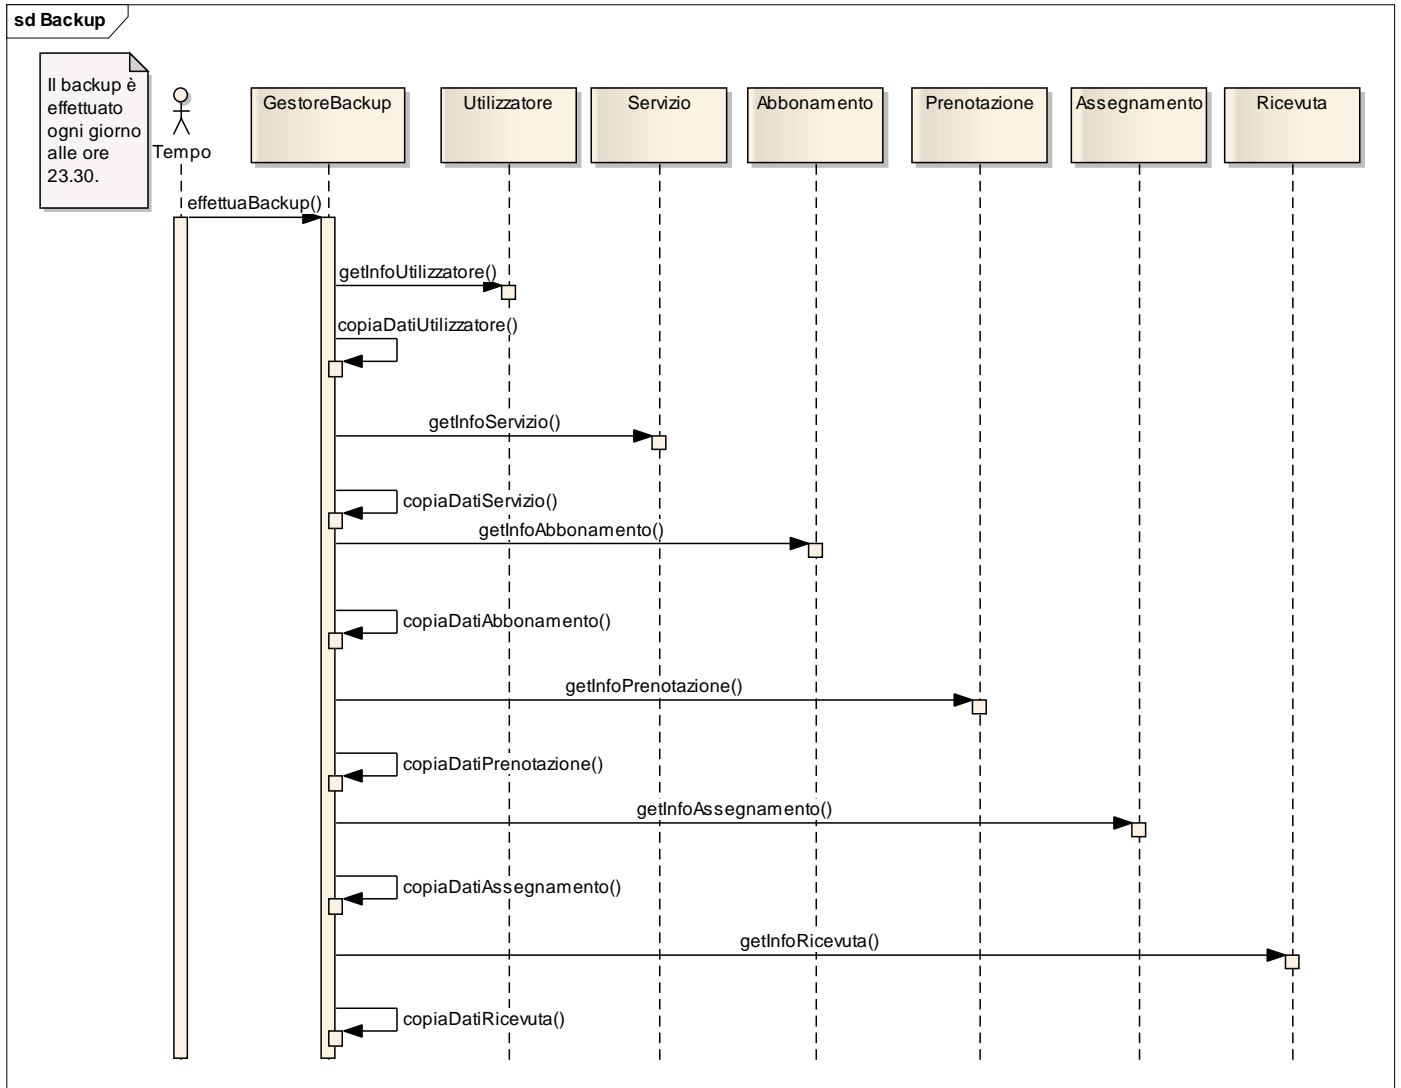 sd Backup
Il backup è
effettuato
ogni giorno
alle ore
23.30.
Tempo
GestoreBackup
Utilizzatore
Servizio
Abbonamento
Prenotazione
Assegnamento
Ricevuta
effettuaBackup()
getInfoUtilizzatore()
copiaDatiUtilizzatore()
getInfoServizio()
copiaDatiServizio()
getInfoAbbonamento()
copiaDatiAbbonamento()
getInfoPrenotazione()
copiaDatiPrenotazione()
getInfoAssegnamento()
copiaDatiAssegnamento()
getInfoRicevuta()
copiaDatiRicevuta()